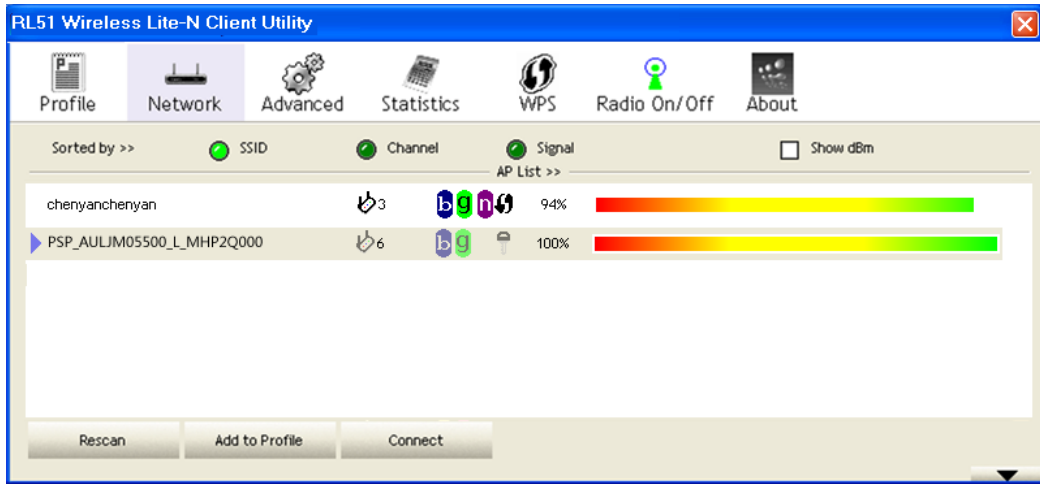 RL51 Wireless Lite-N Client Utility
Profile Network Advanced Statistics WPS Radio On/Off About
Sorted by >> SSID Channel Signal Show dBm
AP List >>
chenyanchenyan 3 b g n 94%
PSP_AULJM05500_L_MHP2Q000 6 b g 100%
Rescan Add to Profile Connect